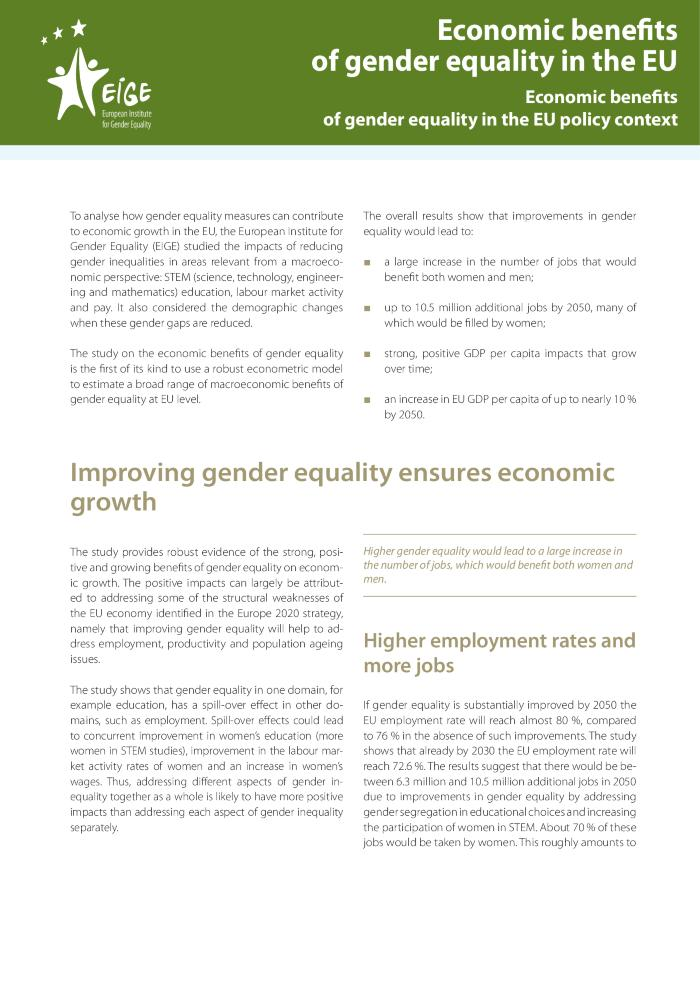 Economic benefits
of gender equality in the EU
Economic benefits
of gender equality in the EU policy context
EIGE
European Institute
for Gender Equality
To analyse how gender equality measures can contribute
to economic growth in the EU, the European Institute for
Gender Equality (EIGE) studied the impacts of reducing
gender inequalities in areas relevant from a macroeco-
nomic perspective: STEM (science, technology, engineer-
ing and mathematics) education, labour market activity
and pay. It also considered the demographic changes
when these gender gaps are reduced.
The study on the economic benefits of gender equality
is the first of its kind to use a robust econometric model
to estimate a broad range of macroeconomic benefits of
gender equality at EU level.
The overall results show that improvements in gender
equality would lead to:
■ a large increase in the number of jobs that would
benefit both women and men;
■ up to 10.5 million additional jobs by 2050, many of
which would be filled by women;
■ strong, positive GDP per capita impacts that grow
over time;
■ an increase in EU GDP per capita of up to nearly 10 %
by 2050.
Improving gender equality ensures economic
growth
The study provides robust evidence of the strong, posi-
tive and growing benefits of gender equality on econom-
ic growth. The positive impacts can largely be attribut-
ed to addressing some of the structural weaknesses of
the EU economy identified in the Europe 2020 strategy,
namely that improving gender equality will help to ad-
dress employment, productivity and population ageing
issues.
The study shows that gender equality in one domain, for
example education, has a spill-over effect in other do-
mains, such as employment. Spill-over effects could lead
to concurrent improvement in women's education (more
women in STEM studies), improvement in the labour mar-
ket activity rates of women and an increase in women's
wages. Thus, addressing different aspects of gender in-
equality together as a whole is likely to have more positive
impacts than addressing each aspect of gender inequality
separately.
Higher gender equality would lead to a large increase in
the number of jobs, which would benefit both women and
men.
Higher employment rates and
more jobs
If gender equality is substantially improved by 2050 the
EU employment rate will reach almost 80 %, compared
to 76 % in the absence of such improvements. The study
shows that already by 2030 the EU employment rate will
reach 72.6 %. The results suggest that there would be be-
tween 6.3 million and 10.5 million additional jobs in 2050
due to improvements in gender equality by addressing
gender segregation in educational choices and increasing
the participation of women in STEM. About 70 % of these
jobs would be taken by women. This roughly amounts to